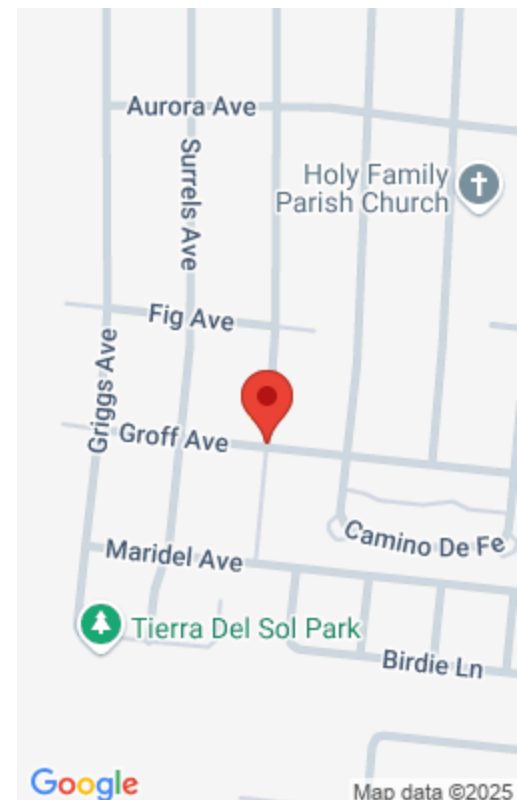 Aurora Ave
Surrels Ave
Holy Family
Parish Church
Fig Ave
Griggs Ave
Groff Ave
Camino De Fe
Maridel Ave
Tierra Del Sol Park
Birdie Ln
Google
Map data ©2025